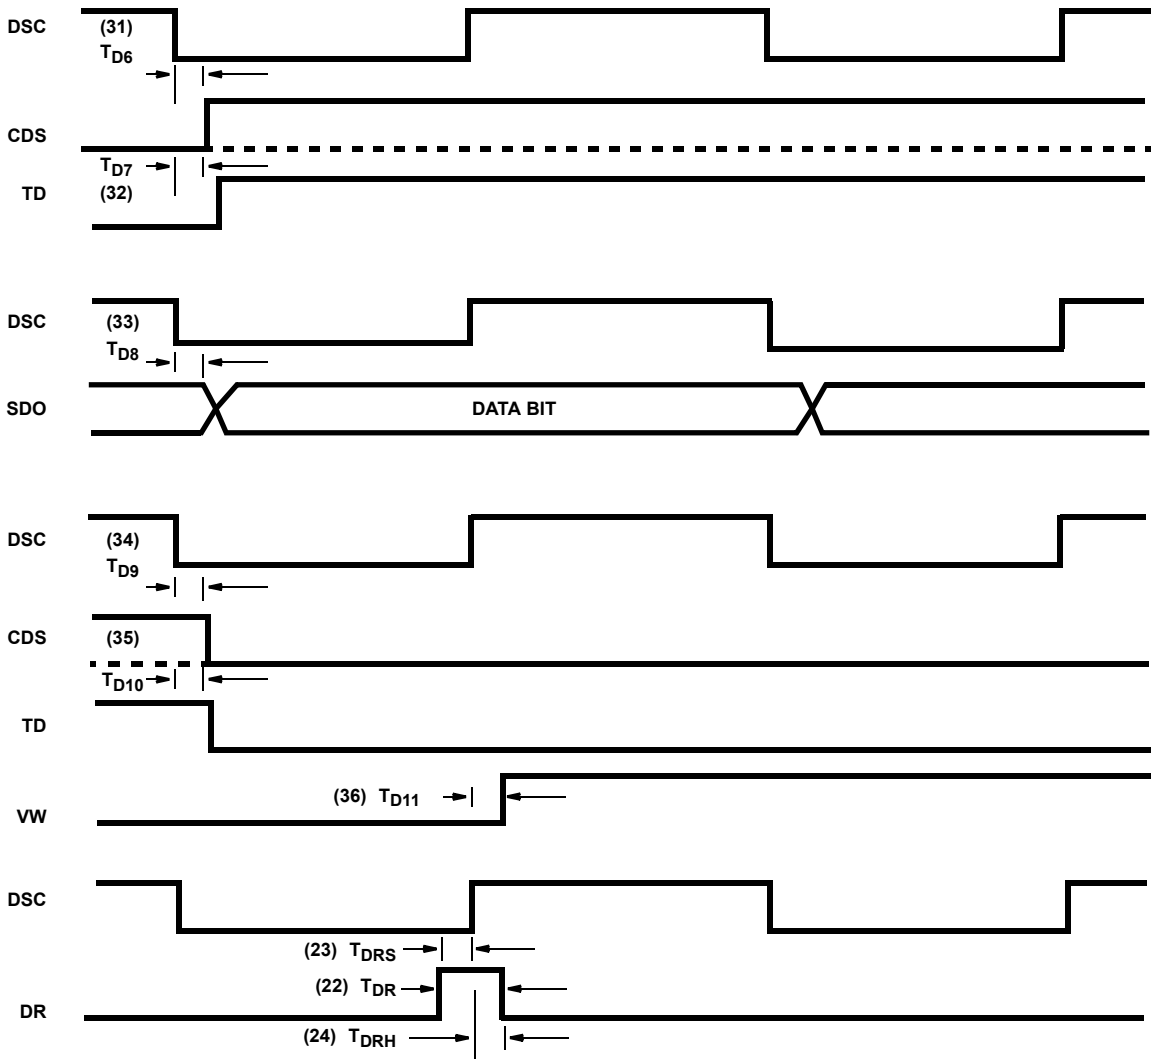 DSC
(31)
TD6
CDS
TD7
TD
(32)
DSC
(33)
TD8
SDO
DATA BIT
DSC
(34)
TD9
CDS
(35)
TD10
TD
(36) TD11
VW
DSC
(23) TDRS
(22) TDR
DR
(24) TDRH